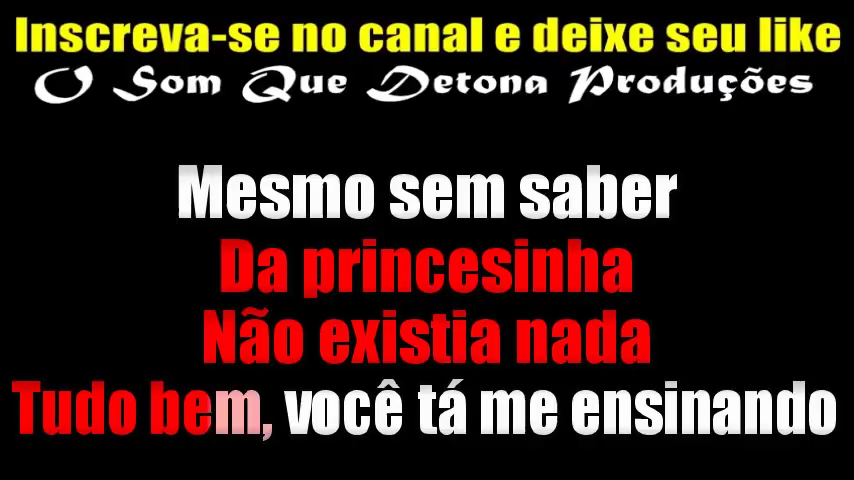 Inscreva-se no canal e deixe seu like
O Som Que Detona Produções
Mesmo sem saber
Da princesinha
Não existia nada
Tudo bem, você tá me ensinando